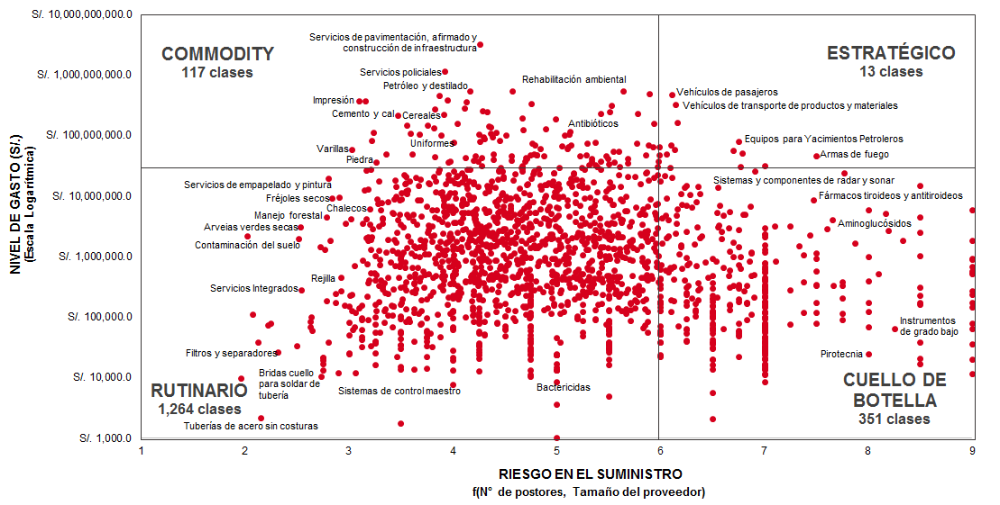 S/. 10,000,000,000.0
S/. 1,000,000,000.0
S/. 100,000,000.0
S/. 10,000,000.0
S/. 1,000,000.0
S/. 100,000.0
S/. 10,000.0
S/. 1,000.0
NIVEL DE GASTO (S/.)
(Escala Logarítmica)
COMMODITY
117 clases
ESTRATÉGICO
13 clases
Servicios de pavimentación, afirmado y
construcción de infraestructura
Servicios policiales
Petróleo y destilado
Rehabilitación ambiental
Impresión
Cemento y cal
Cereales
Antibióticos
Uniformes
Varillas
Piedra
Vehículos de pasajeros
Vehículos de transporte de productos y materiales
Equipos para Yacimientos Petroleros
Armas de fuego
Servicios de empapelado y pintura
Fréjoles secos
Chalecos
Manejo forestal
Arveias verdes secas
Contaminación del suelo
Rejilla
Servicios Integrados
Filtros y separadores
Bridas cuello
para soldar de
tubería
Sistemas de control maestro
Bactericidas
Tuberías de acero sin costuras
RUTINARIO
1,264 clases
Sistemas y componentes de radar y sonar
Fármacos tiroideos y antitiroideos
Aminoglucósidos
Instrumentos
de grado bajo
Pirotecnia
CUELLO DE
BOTELLA
351 clases
1 2 3 4 5 6 7 8 9
RIESGO EN EL SUMINISTRO
f(N° de postores, Tamaño del proveedor)